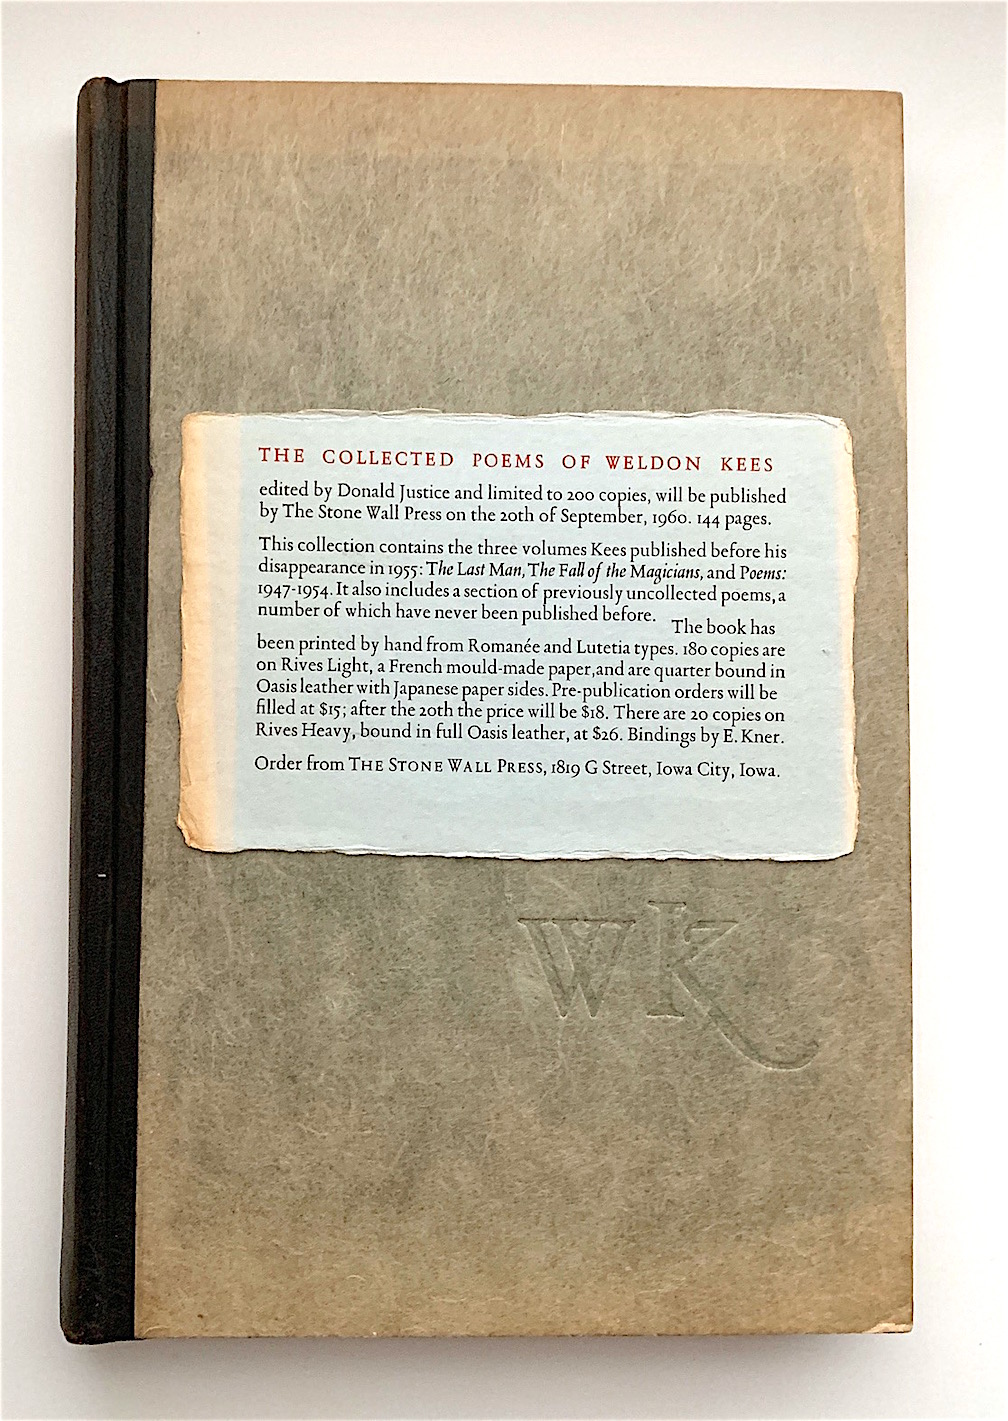 THE COLLECTED POEMS OF WELDON KEES
edited by Donald Justice and limited to 200 copies, will be published
by The Stone Wall Press on the 20th of September, 1960. 144 pages.
This collection contains the three volumes Kees published before his
disappearance in 1955: The Last Man, The Fall of the Magicians, and Poems:
1947-1954. It also includes a section of previously uncollected poems, a
number of which have never been published before.
The book has
been printed by hand from Romanée and Lutetia types. 180 copies are
on Rives Light, a French mould-made paper, and are quarter bound in
Oasis leather with Japanese paper sides. Pre-publication orders will be
filled at $15; after the 20th the price will be $18. There are 20 copies on
Rives Heavy, bound in full Oasis leather, at $26. Bindings by E. Kner.
Order from THE STONE WALL PRESS, 1819 G Street, Iowa City, Iowa.
WK